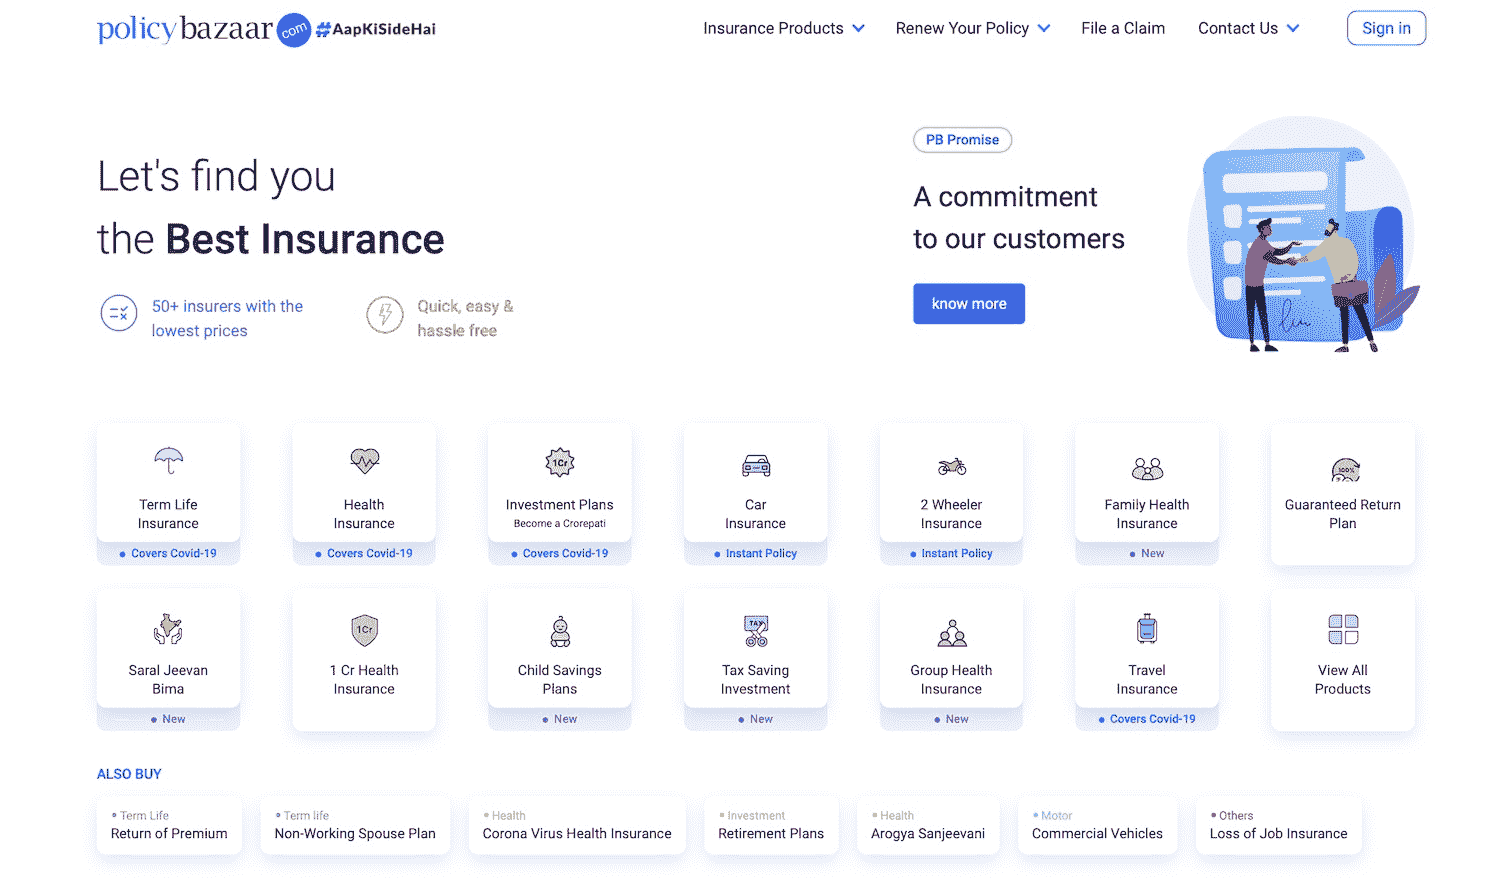 policybazaar com #AapKiSideHai
Insurance Products
Renew Your Policy
File a Claim
Contact Us
Sign in
Let's find you
the Best Insurance
50+ insurers with the
lowest prices
Quick, easy &
hassle free
PB Promise
A commitment
to our customers
know more
Term Life
Insurance
Covers Covid-19
Health
Insurance
Covers Covid-19
1Cr
Investment Plans
Become a Crorepati
Covers Covid-19
Car
Insurance
Instant Policy
2 Wheeler
Insurance
Instant Policy
Family Health
Insurance
New
100%
Guaranteed Return
Plan
Saral Jeevan
Bima
New
1Cr
1 Cr Health
Insurance
Child Savings
Plans
New
TAX
Tax Saving
Investment
New
Group Health
Insurance
New
Travel
Insurance
Covers Covid-19
View All
Products
ALSO BUY
Term Life
Return of Premium
Term life
Non-Working Spouse Plan
Health
Corona Virus Health Insurance
Investment
Retirement Plans
Health
Arogya Sanjeevani
Motor
Commercial Vehicles
Others
Loss of Job Insurance